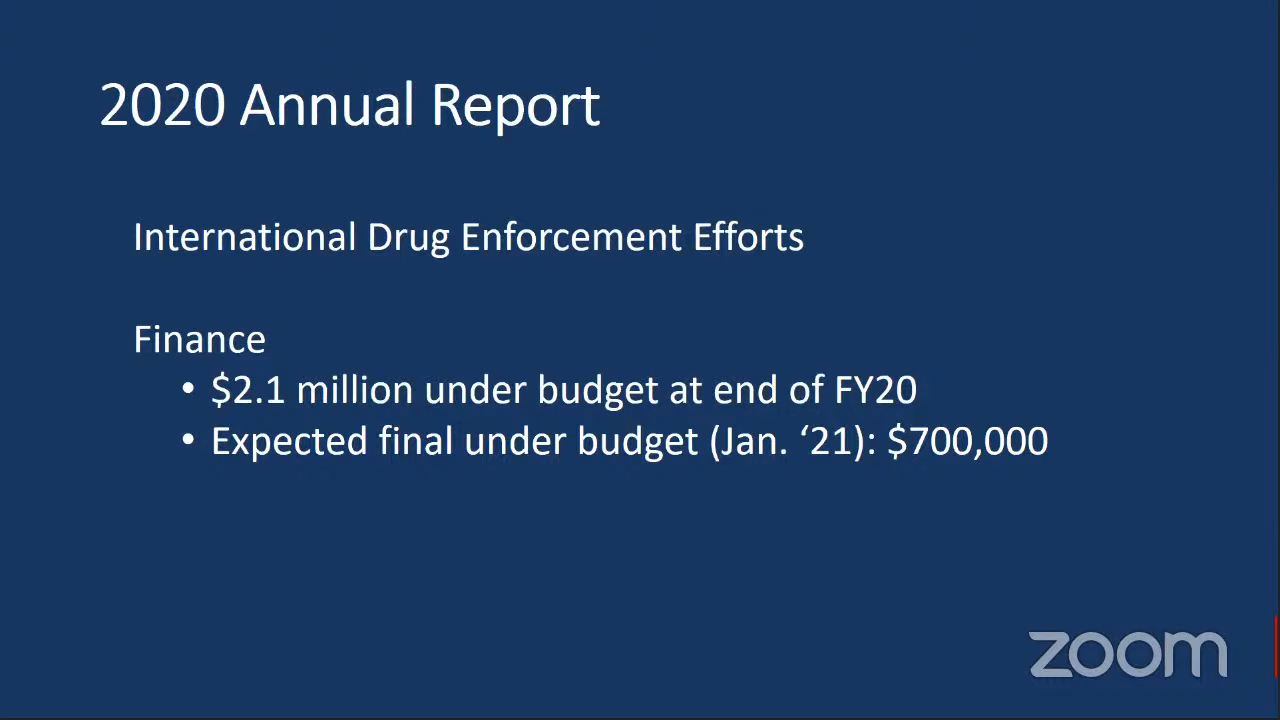 2020 Annual Report
International Drug Enforcement Efforts
Finance
• $2.1 million under budget at end of FY20
• Expected final under budget (Jan. ‘21): $700,000
zoom